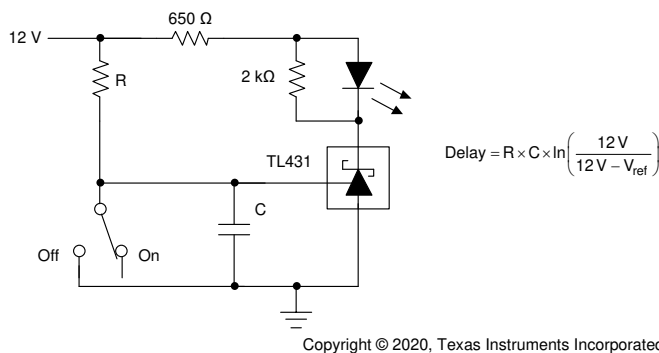 650 Ω
12 V
R
2 kΩ
TL431
Delay = R × C × ln( 12 V / 12 V – Vref )
C
Off
On
Copyright © 2020, Texas Instruments Incorporated